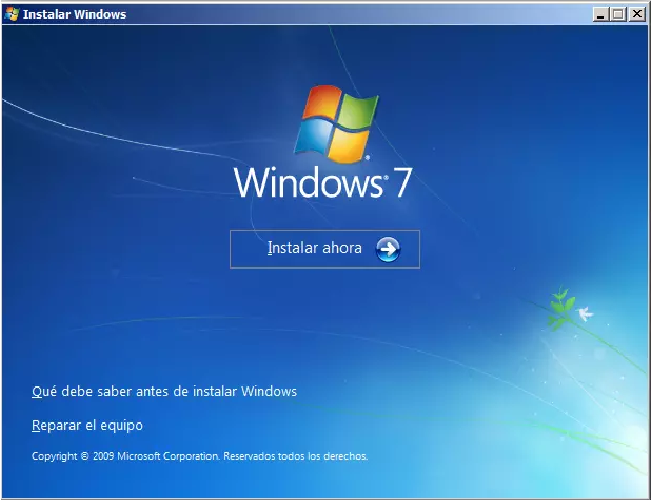 Instalar Windows
Windows® 7
Instalar ahora
Qué debe saber antes de instalar Windows
Reparar el equipo
Copyright © 2009 Microsoft Corporation. Reservados todos los derechos.